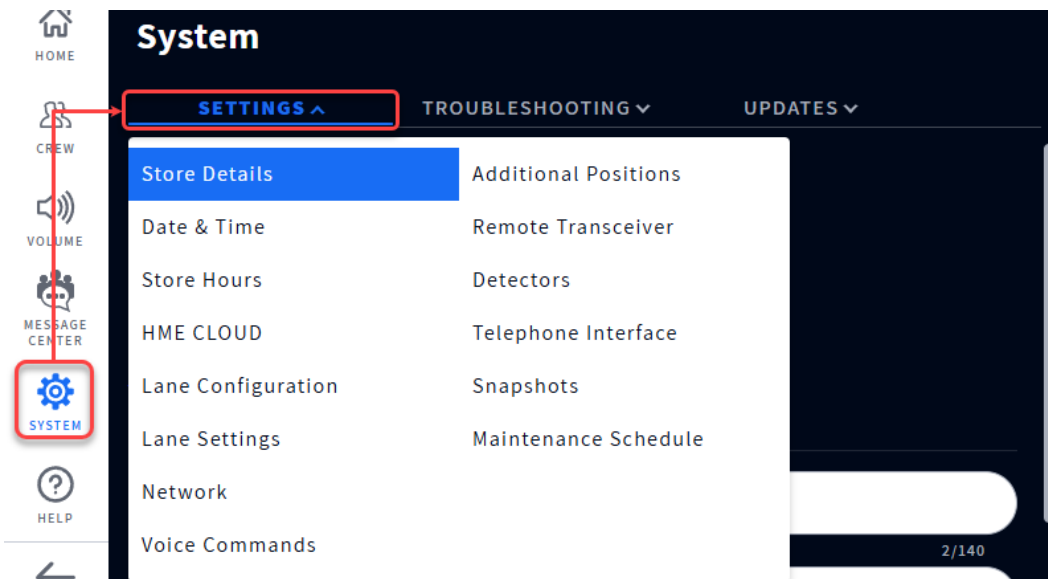 HOME
CREW
VOLUME
MESSAGE
CENTER
SYSTEM
HELP
System
SETTINGS
TROUBLESHOOTING
UPDATES
Store Details
Date & Time
Store Hours
HME CLOUD
Lane Configuration
Lane Settings
Network
Voice Commands
Additional Positions
Remote Transceiver
Detectors
Telephone Interface
Snapshots
Maintenance Schedule
2/140